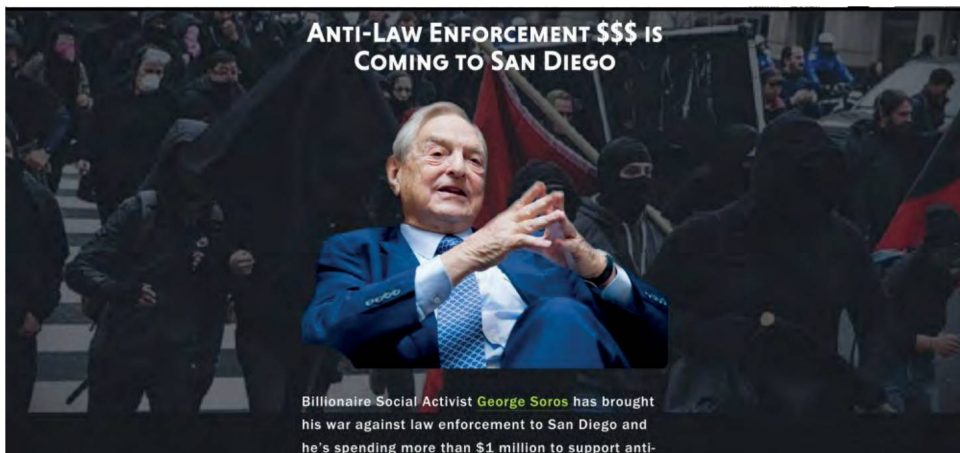 ANTI-LAW ENFORCEMENT $$$ IS
COMING TO SAN DIEGO
Billionaire Social Activist George Soros has brought
his war against law enforcement to San Diego and
he's spending more than $1 million to support anti-